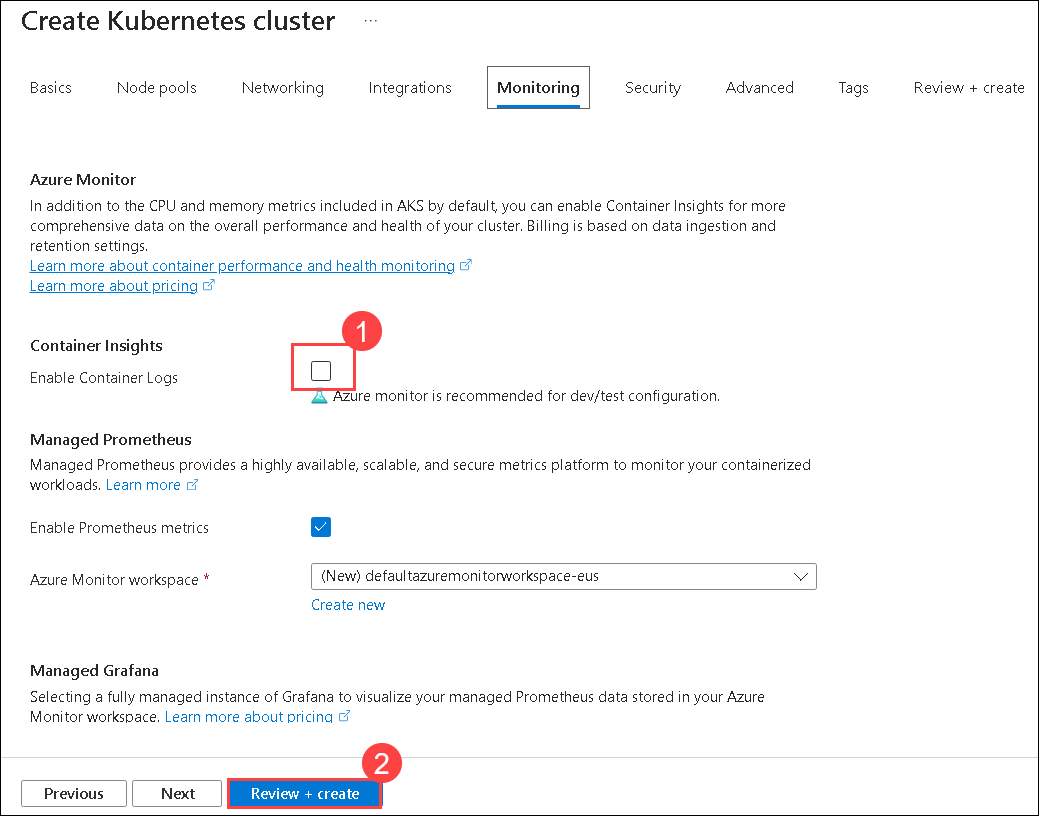 Create Kubernetes cluster ...
Basics Node pools Networking Integrations Monitoring Security Advanced Tags Review + create
Azure Monitor
In addition to the CPU and memory metrics included in AKS by default, you can enable Container Insights for more
comprehensive data on the overall performance and health of your cluster. Billing is based on data ingestion and
retention settings.
Learn more about container performance and health monitoring
Learn more about pricing
1
Container Insights
Enable Container Logs
Azure monitor is recommended for dev/test configuration.
Managed Prometheus
Managed Prometheus provides a highly available, scalable, and secure metrics platform to monitor your containerized
workloads. Learn more
Enable Prometheus metrics
Azure Monitor workspace * (New) defaultazuremonitorworkspace-eus
Create new
Managed Grafana
Selecting a fully managed instance of Grafana to visualize your managed Prometheus data stored in your Azure
Monitor workspace. Learn more about pricing
2
Previous Next Review + create